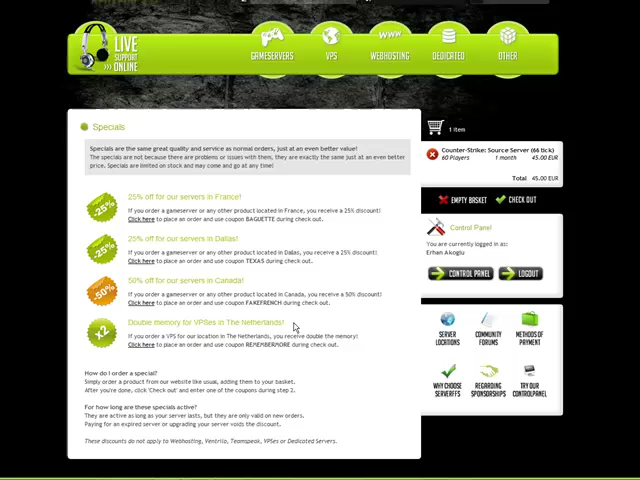 LIVE
SUPPORT
>>> ONLINE
GAMESERVERS
VPS
WWW
WEBHOSTING
DEDICATED
OTHER
Specials
Specials are the same great quality and service as normal orders, just at an even better value!
The specials are not because there are problems or issues with them, they are exactly the same just at an even better
price. Specials are limited on stock and may come and go at any time!
-25%
25% off for our servers in France!
If you order a gameserver or any other product located in France, you receive a 25% discount!
Click here to place an order and use coupon BAGUETTE during check out.
-25%
25% off for our servers in Dallas!
If you order a gameserver or any other product located in Dallas, you receive a 25% discount!
Click here to place an order and use coupon TEXAS during check out.
-50%
50% off for our servers in Canada!
If you order a gameserver or any other product located in Canada, you receive a 50% discount!
Click here to place an order and use coupon FAKEFRENCH during check out.
x2
Double memory for VPSes in The Netherlands!
If you order a VPS for our location in The Netherlands, you receive double the memory!
Click here to place an order and use coupon REMEMBERMORE during check out.
How do I order a special?
Simply order a product from our website like usual, adding them to your basket.
After you're done, click 'Check out' and enter one of the coupons during step 2.
For how long are these specials active?
They are active as long as your server lasts, but they are only valid on new orders.
Paying for an expired server or upgrading your server voids the discount.
These discounts do not apply to Webhosting, Ventrilo, Teamspeak, VPSes or Dedicated Servers.
1 item
Counter-Strike: Source Server (66 tick)
60 Players 1 month 45.00 EUR
Total 45.00 EUR
EMPTY BASKET
CHECK OUT
Control Panel
You are currently logged in as:
Erhan Akoglu
CONTROL PANEL
LOGOUT
SERVER
LOCATIONS
COMMUNITY
FORUMS
METHODS OF
PAYMENT
WHY CHOOSE
SERVERFFS
REGARDING
SPONSORSHIPS
TRY OUR
CONTROLPANEL